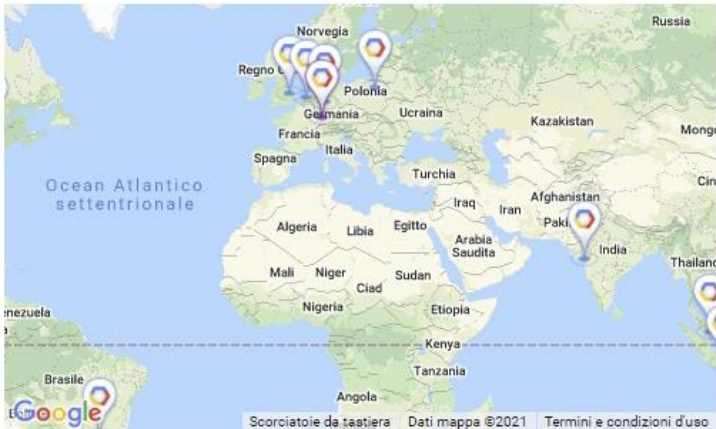 Norvegia
Russia
Regno
Polonia
Germania
Ucraina
Kazakistan
Francia
Mong
Italia
Spagna
Turchia
Cin
Ocean Atlantico
settentrionale
Afghanistan
Iraq
Iran
Paki
Algeria
Libia
Egitto
Arabia
Saudita
India
Thailand
Mali
Niger
Ciad
Sudan
Nigeria
Etiopia
enezuela
Kenya
Tanzania
Brasile
Angola
Google
Scorciatoie da tastiera
Dati mappa ©2021
Termini e condizioni d'uso